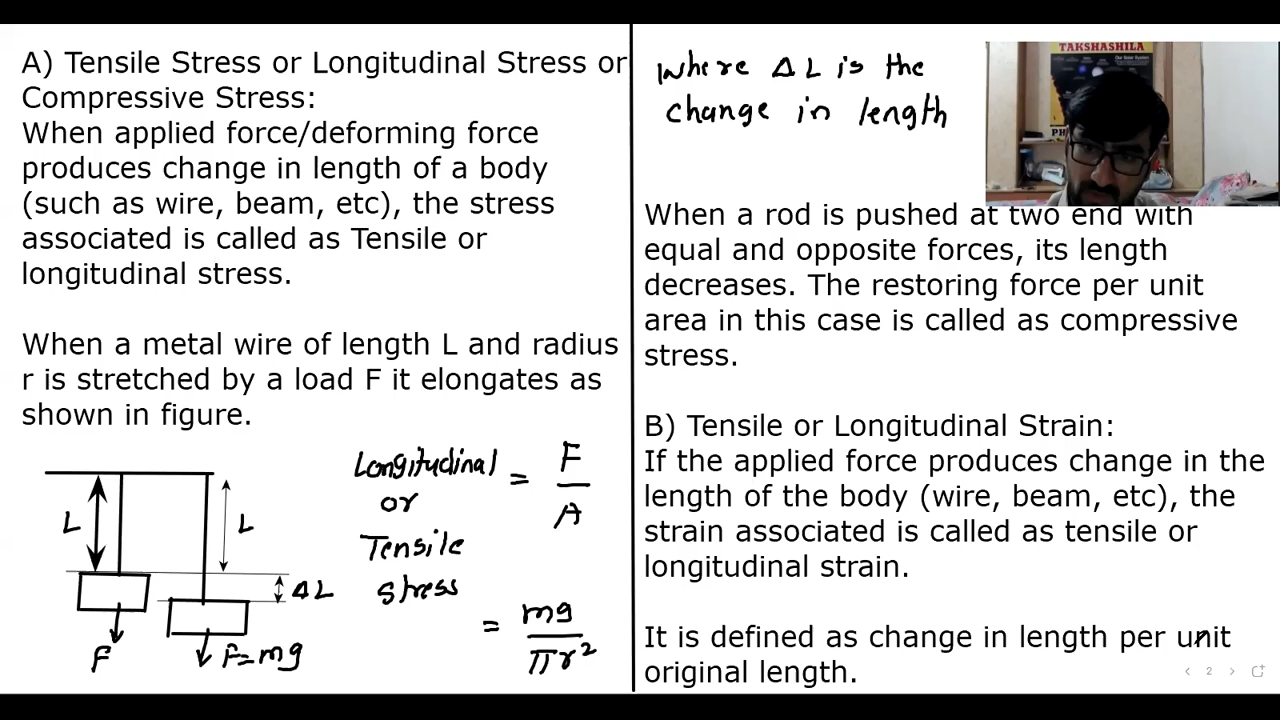 A) Tensile Stress or Longitudinal Stress or
Compressive Stress:
When applied force/deforming force
produces change in length of a body
(such as wire, beam, etc), the stress
associated is called as Tensile or
longitudinal stress.
When a metal wire of length L and radius
r is stretched by a load F it elongates as
shown in figure.
L
L
ΔL
F
F=mg
Longitudinal
or
Tensile
stress
= F/A
= mg/πr²
where ΔL is the
change in length
TAKSHASHILA
When a rod is pushed at two end with
equal and opposite forces, its length
decreases. The restoring force per unit
area in this case is called as compressive
stress.
B) Tensile or Longitudinal Strain:
If the applied force produces change in the
length of the body (wire, beam, etc), the
strain associated is called as tensile or
longitudinal strain.
It is defined as change in length per unit
original length.
2